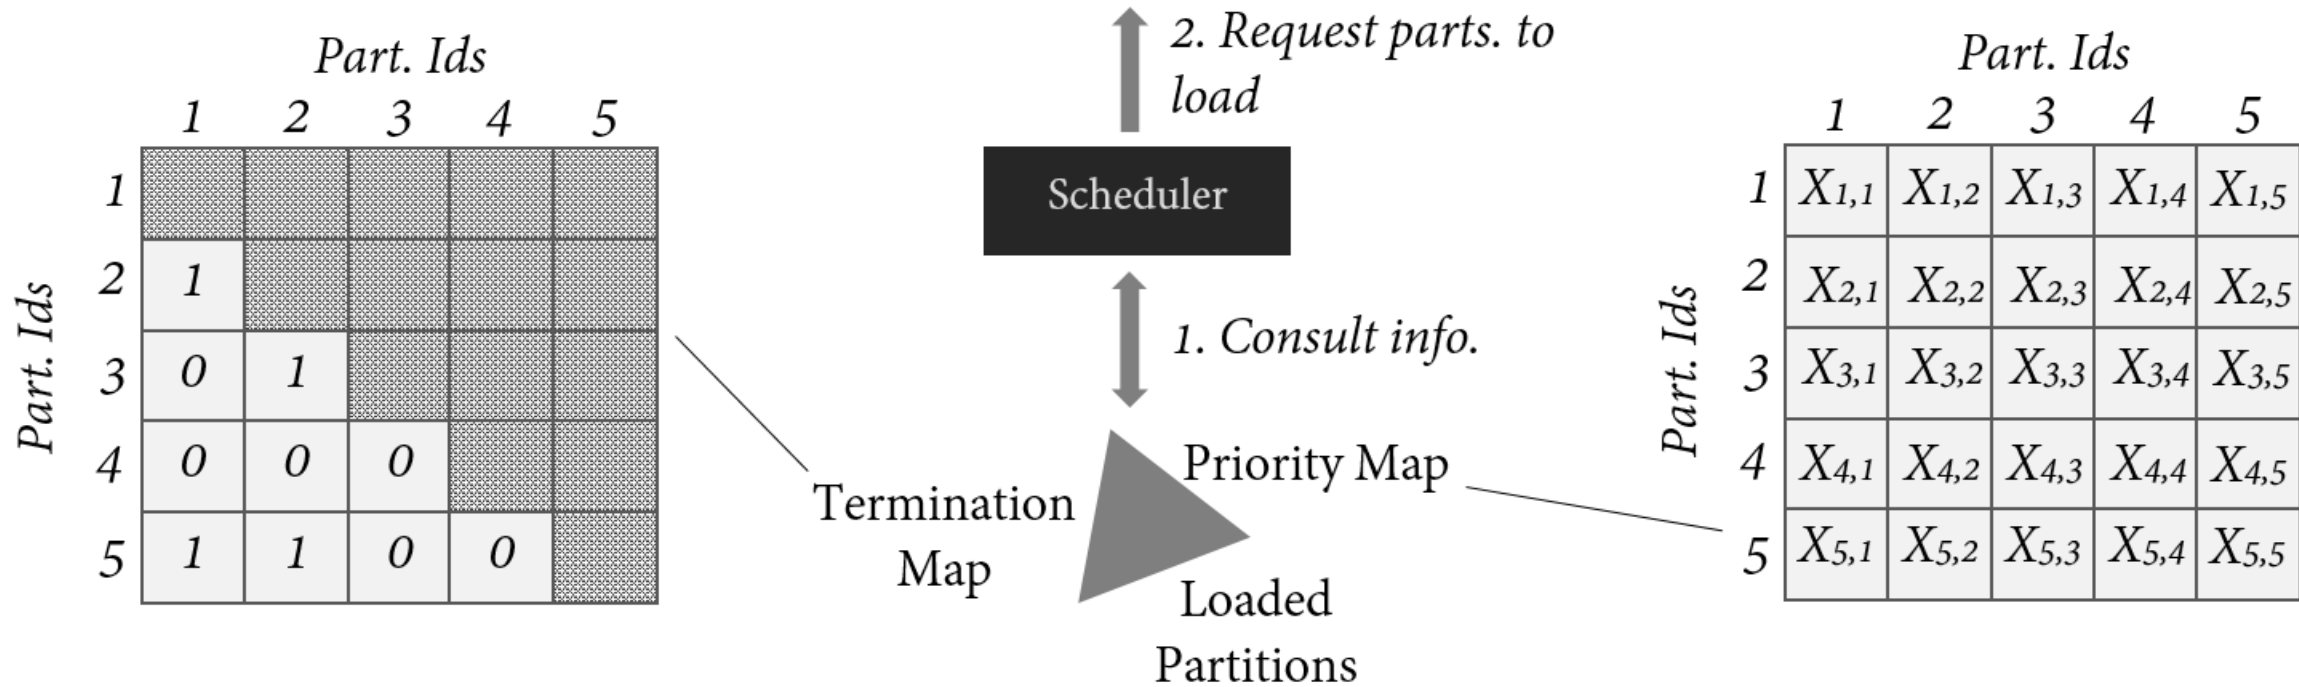 Part. Ids
1 2 3 4 5
Part. Ids
1
2 1
3 0 1
4 0 0 0
5 1 1 0 0
2. Request parts. to
load
Scheduler
1. Consult info.
Priority Map
Termination
Map
Loaded
Partitions
Part. Ids
1 2 3 4 5
Part. Ids
1 X1,1 X1,2 X1,3 X1,4 X1,5
2 X2,1 X2,2 X2,3 X2,4 X2,5
3 X3,1 X3,2 X3,3 X3,4 X3,5
4 X4,1 X4,2 X4,3 X4,4 X4,5
5 X5,1 X5,2 X5,3 X5,4 X5,5